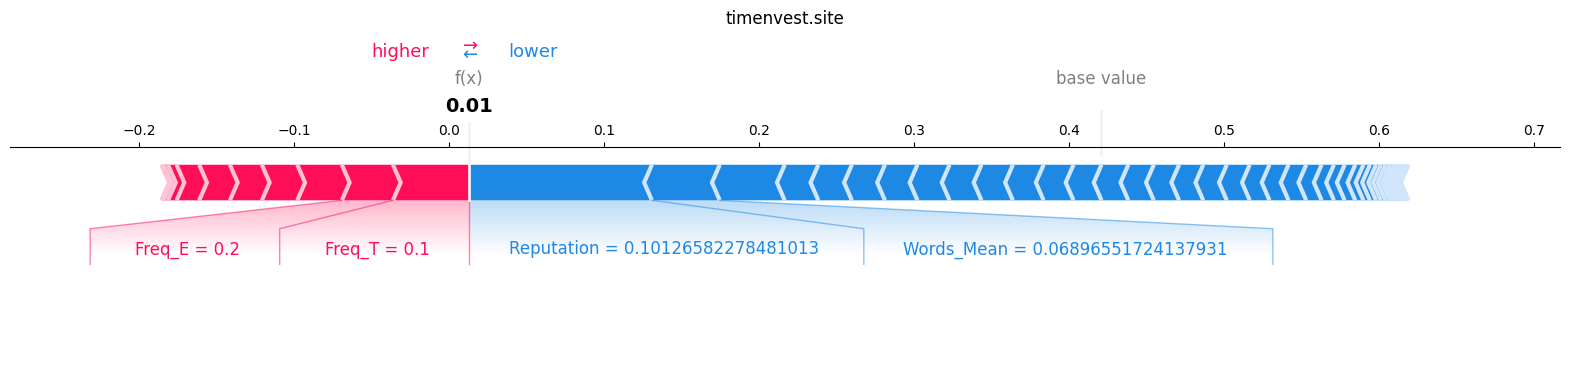 timenvest.site
higher ⇄ lower
f(x) base value
0.01
−0.2 −0.1 0.0 0.1 0.2 0.3 0.4 0.5 0.6 0.7
Freq_E = 0.2 Freq_T = 0.1 Reputation = 0.10126582278481013 Words_Mean = 0.06896551724137931